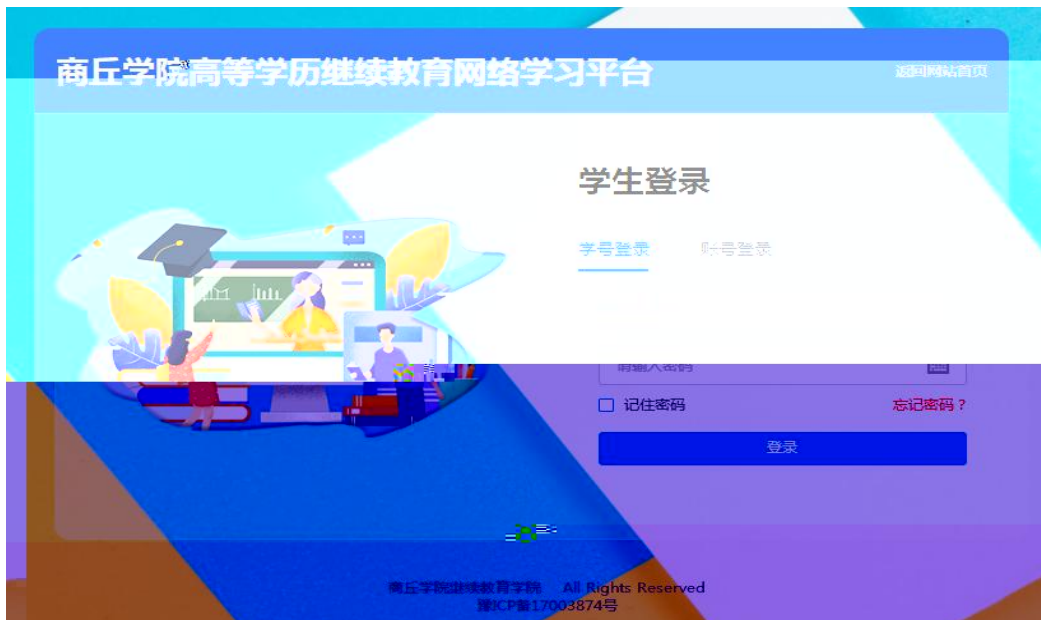 商丘学院高等学历继续教育网络学习平台
返回网站首页
学生登录
学号登录 账号登录
请输入密码
记住密码 忘记密码？
登录
商丘学院继续教育学院 All Rights Reserved
豫ICP备17003874号